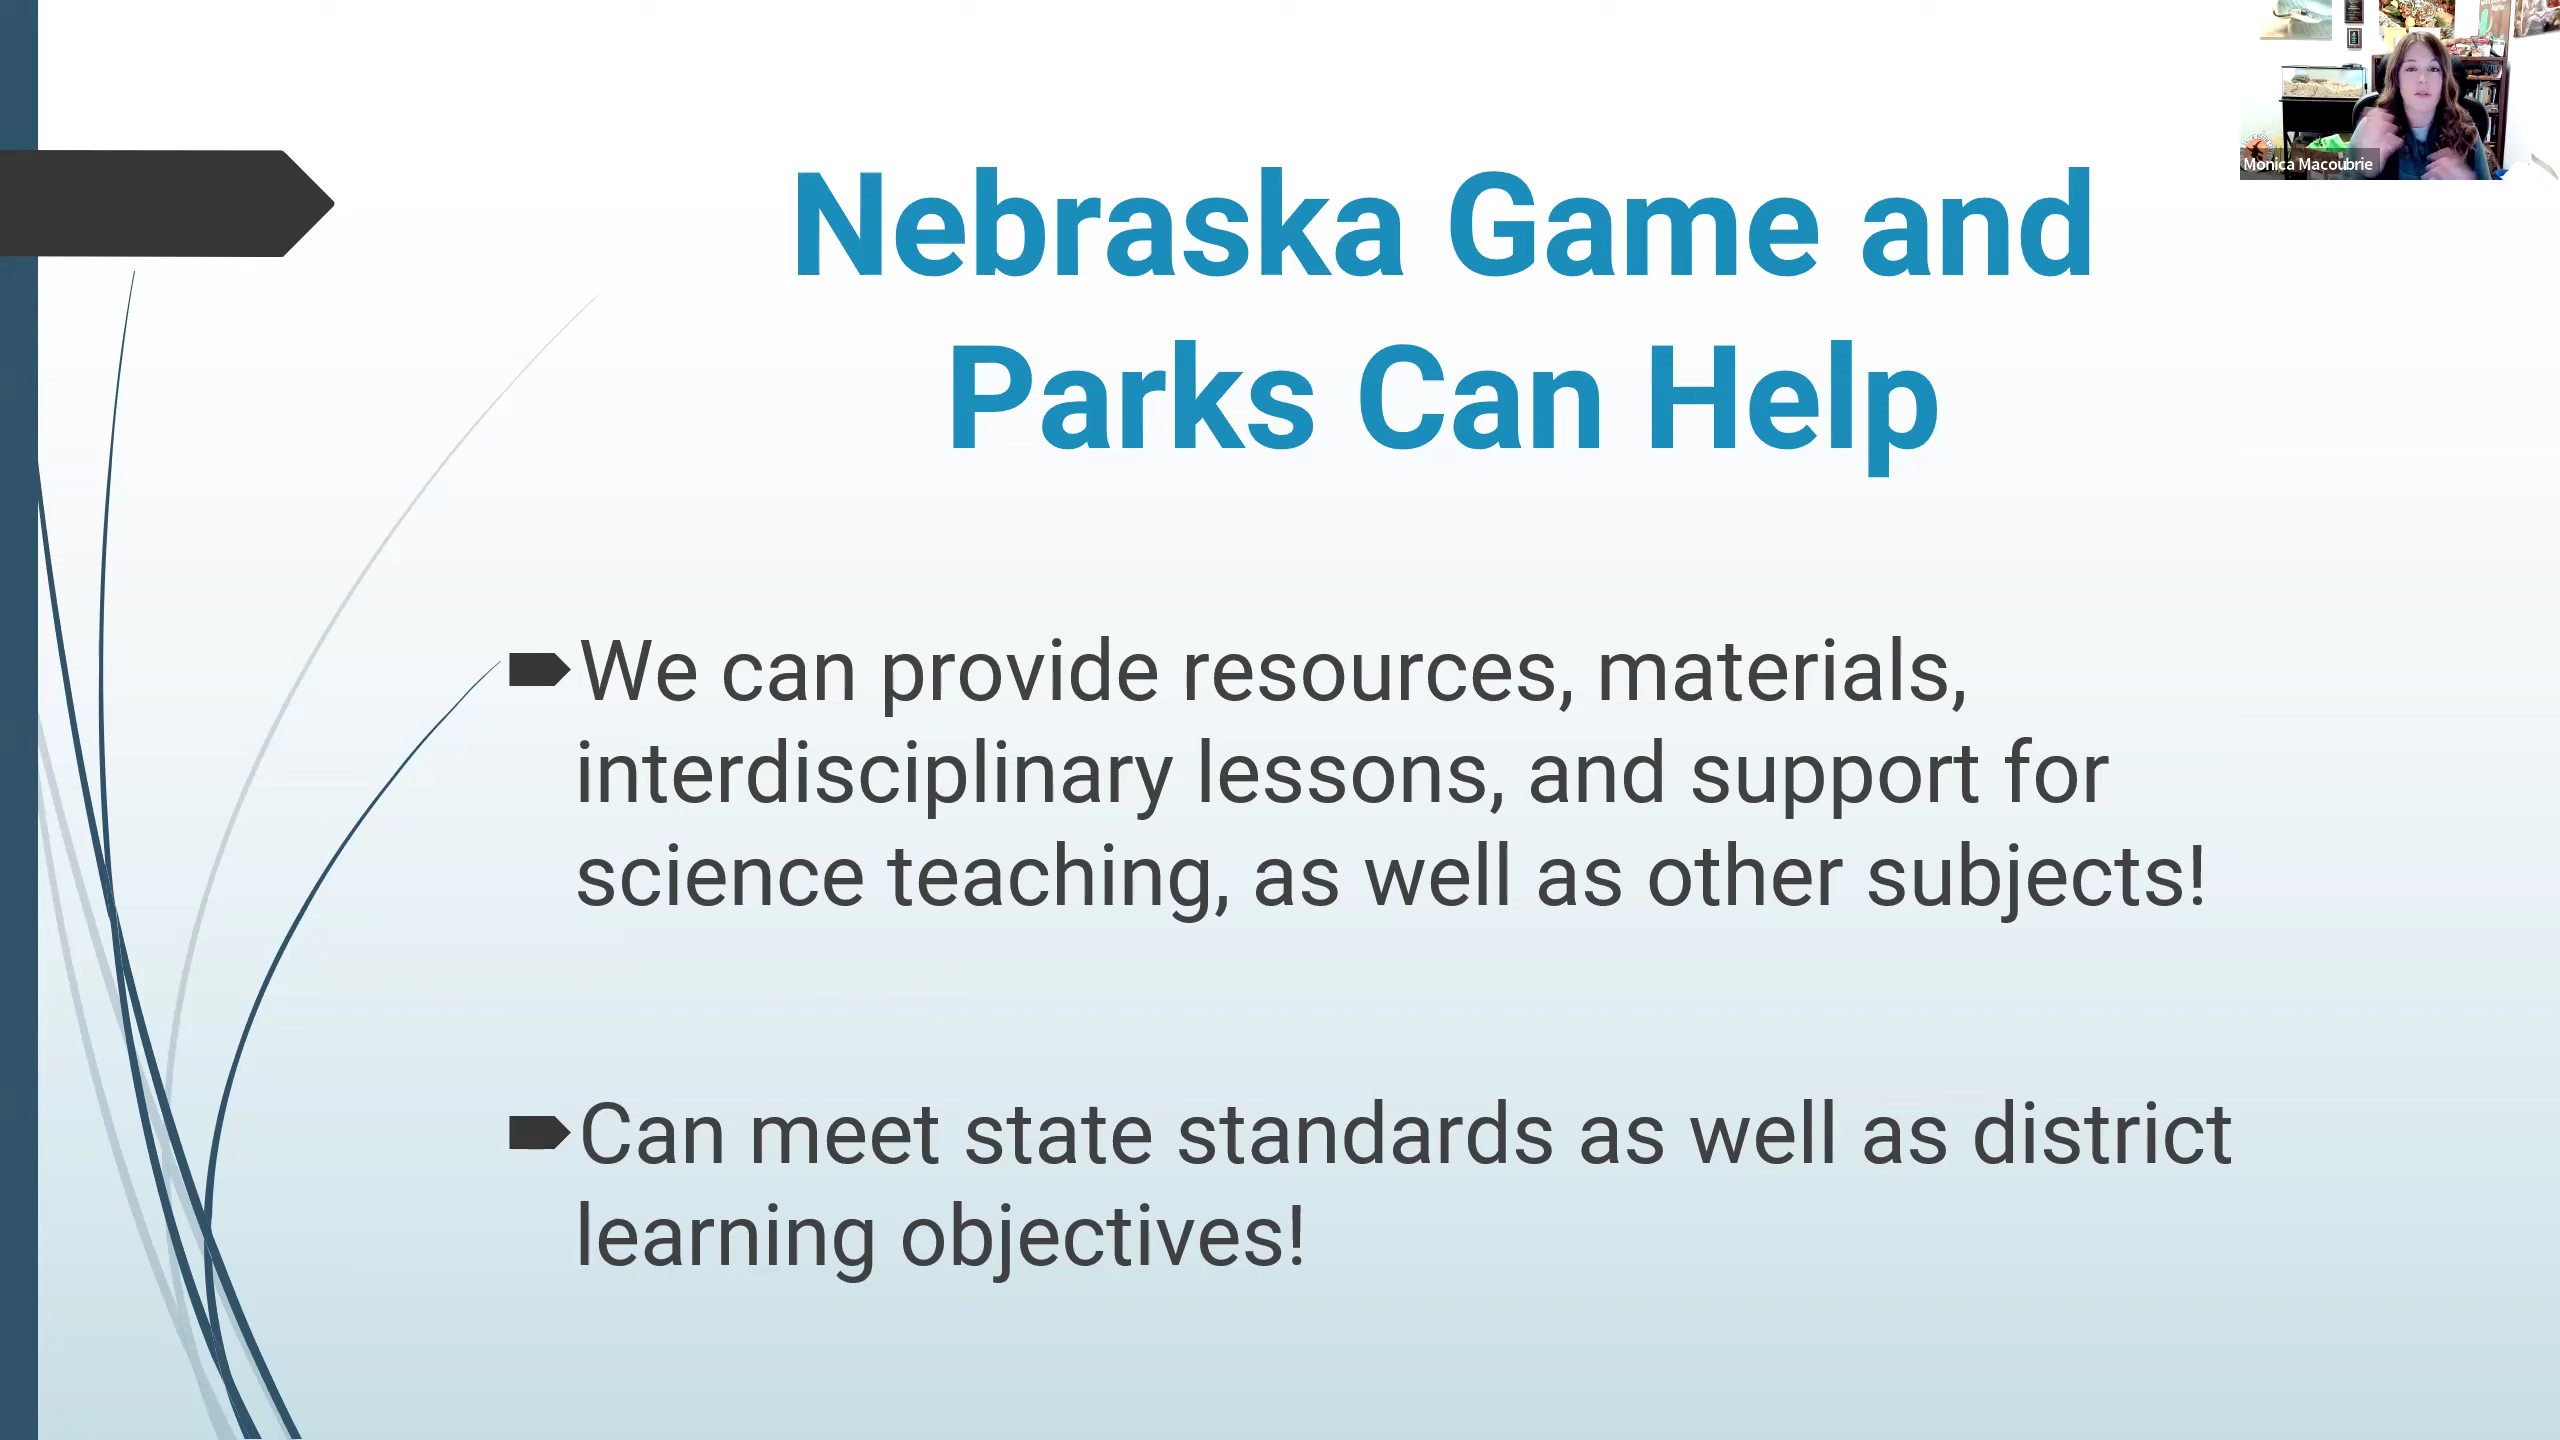 Nebraska Game and
Parks Can Help
We can provide resources, materials,
interdisciplinary lessons, and support for
science teaching, as well as other subjects!
Can meet state standards as well as district
learning objectives!
Monica Macoubrie